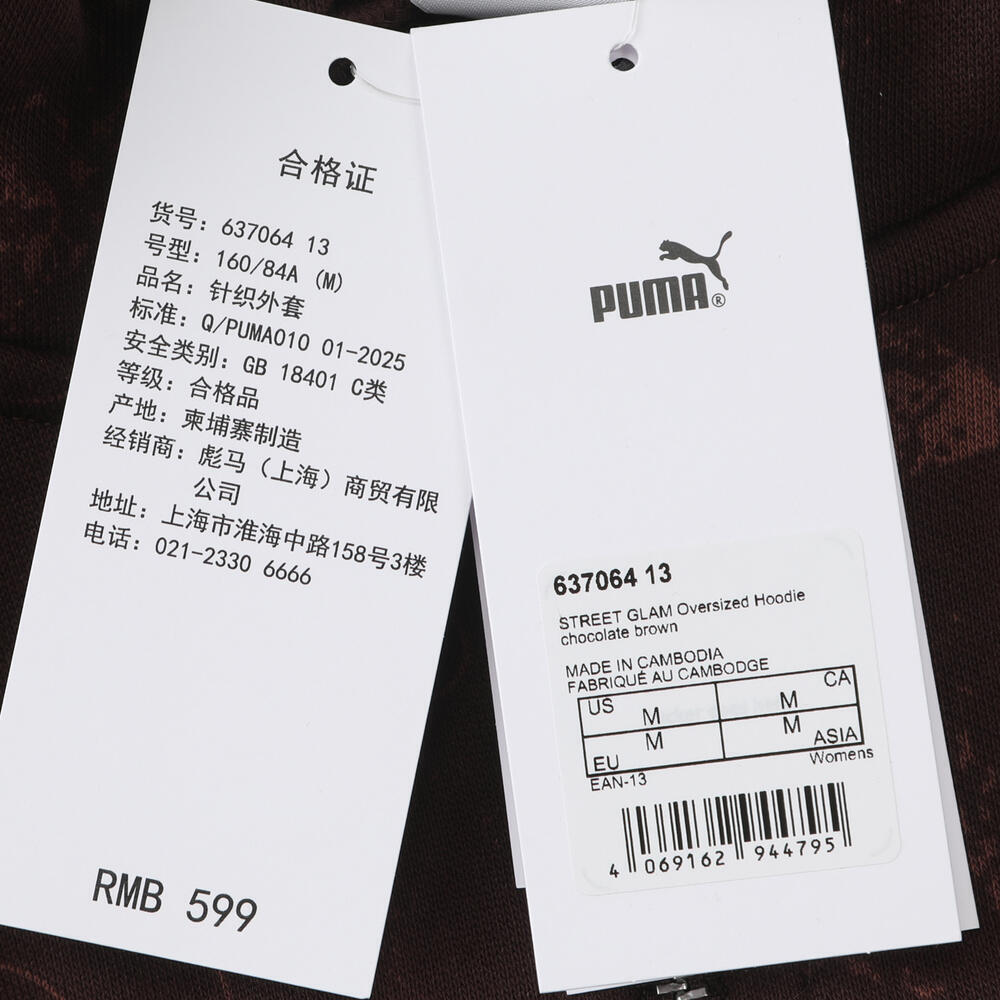 合格证
货号：637064 13
号型：160/84A (M)
品名：针织外套
标准：Q/PUMA010 01-2025
安全类别：GB 18401 C类
等级：合格品
产地：柬埔寨制造
经销商：彪马（上海）商贸有限
公司
地址：上海市淮海中路158号3楼
电话：021-2330 6666
RMB 599
PUMA®
637064 13
STREET GLAM Oversized Hoodie
chocolate brown
MADE IN CAMBODIA
FABRIQUÉ AU CAMBODGE
US M M CA
EU M M ASIA
EAN-13 Womens
4 069162 944795